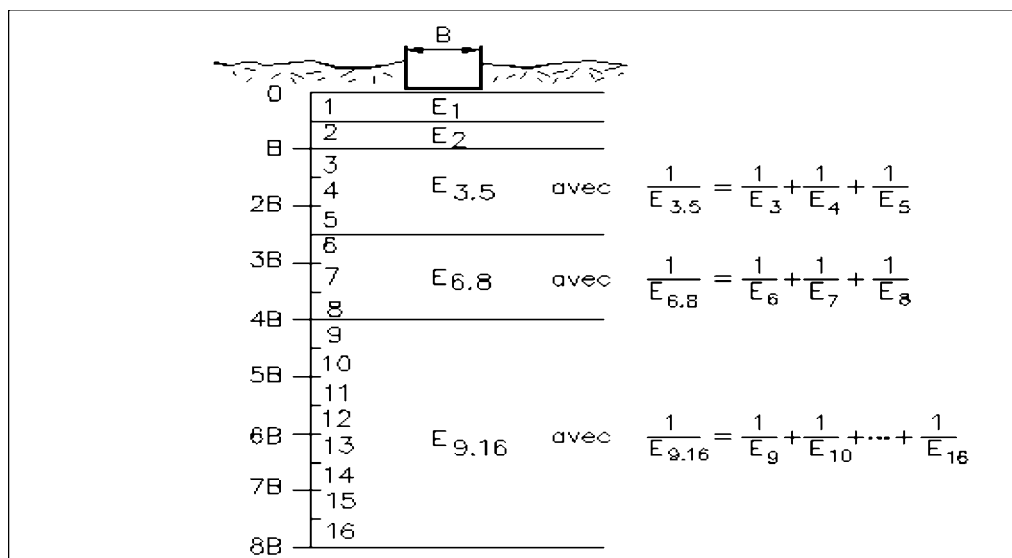 B
0
1 E1
2 E2
B
3
4 E3.5 avec 1/E3.5 = 1/E3 + 1/E4 + 1/E5
2B
5
6
3B
7 E6.8 avec 1/E6.8 = 1/E6 + 1/E7 + 1/E8
8
4B
9
10
5B
11
12
6B E9.16 avec 1/E9.16 = 1/E9 + 1/E10 + ... + 1/E16
13
14
7B
15
16
8B